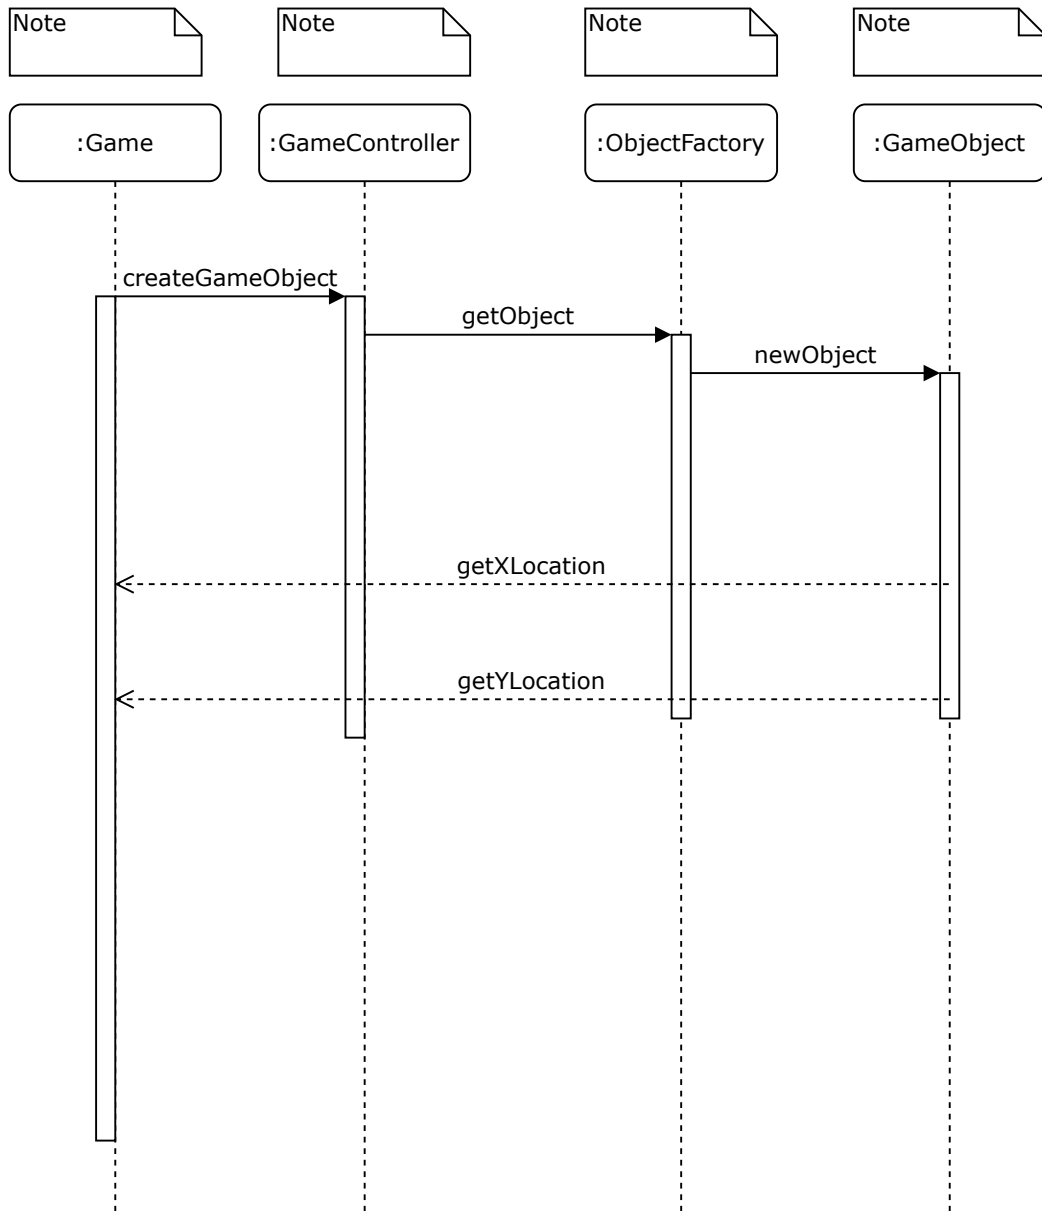 Note
Note
Note
Note
:Game
:GameController
:ObjectFactory
:GameObject
createGameObject
getObject
newObject
getXLocation
getYLocation